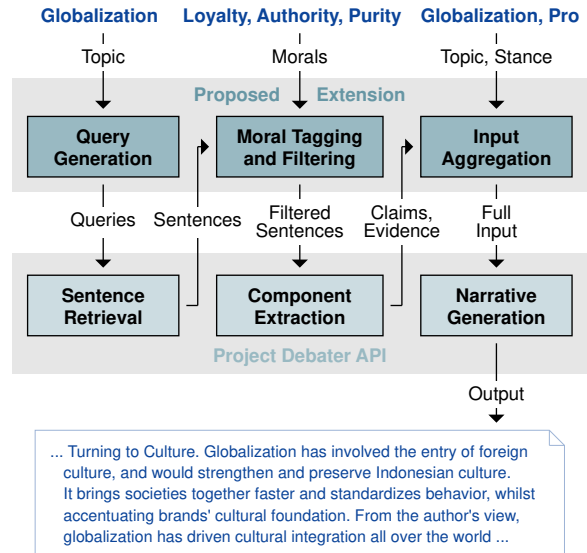 Globalization
Loyalty, Authority, Purity
Globalization, Pro
Topic
Morals
Topic, Stance
Proposed Extension
Query
Generation
Moral Tagging
and Filtering
Input
Aggregation
Queries
Sentences
Filtered
Sentences
Claims,
Evidence
Full
Input
Sentence
Retrieval
Component
Extraction
Narrative
Generation
Project Debater API
Output
... Turning to Culture. Globalization has involved the entry of foreign
culture, and would strengthen and preserve Indonesian culture.
It brings societies together faster and standardizes behavior, whilst
accentuating brands' cultural foundation. From the author's view,
globalization has driven cultural integration all over the world ...